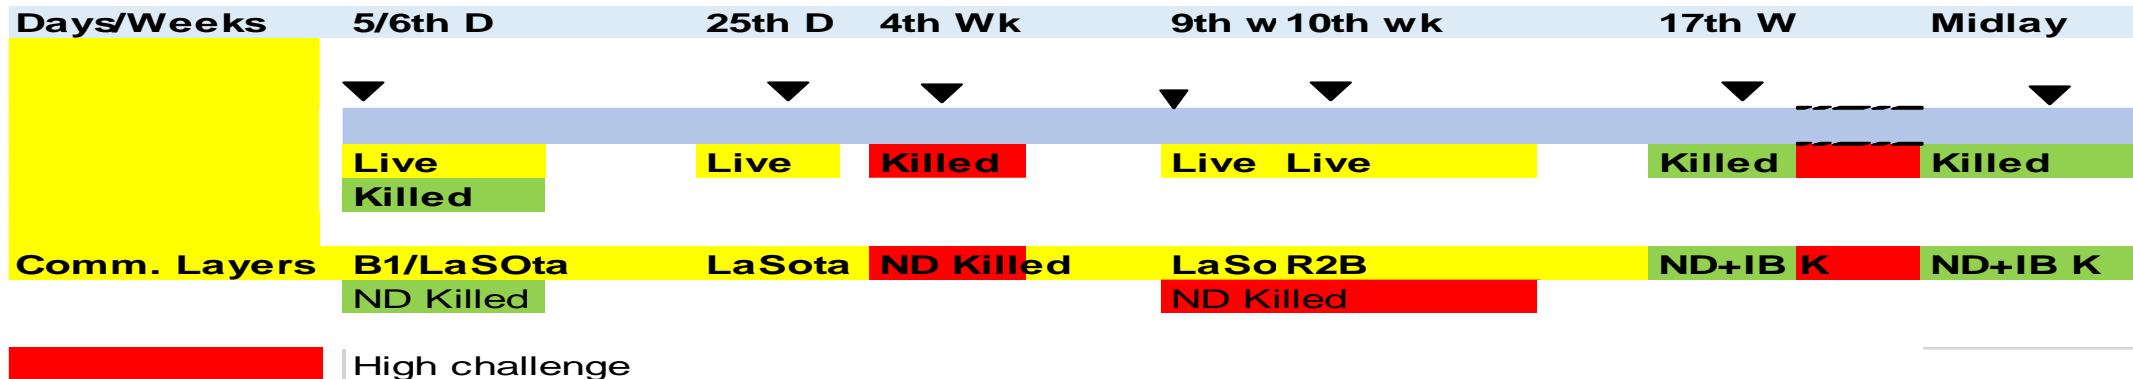 Days/Weeks 5/6th D 25th D 4th Wk 9th w 10th wk 17th W Midlay
Live Live Killed Live Live Killed Killed
Killed
Comm. Layers B1/LaSOta LaSota ND Killed LaSo R2B ND+IB K ND+IB K
ND Killed ND Killed
High challenge